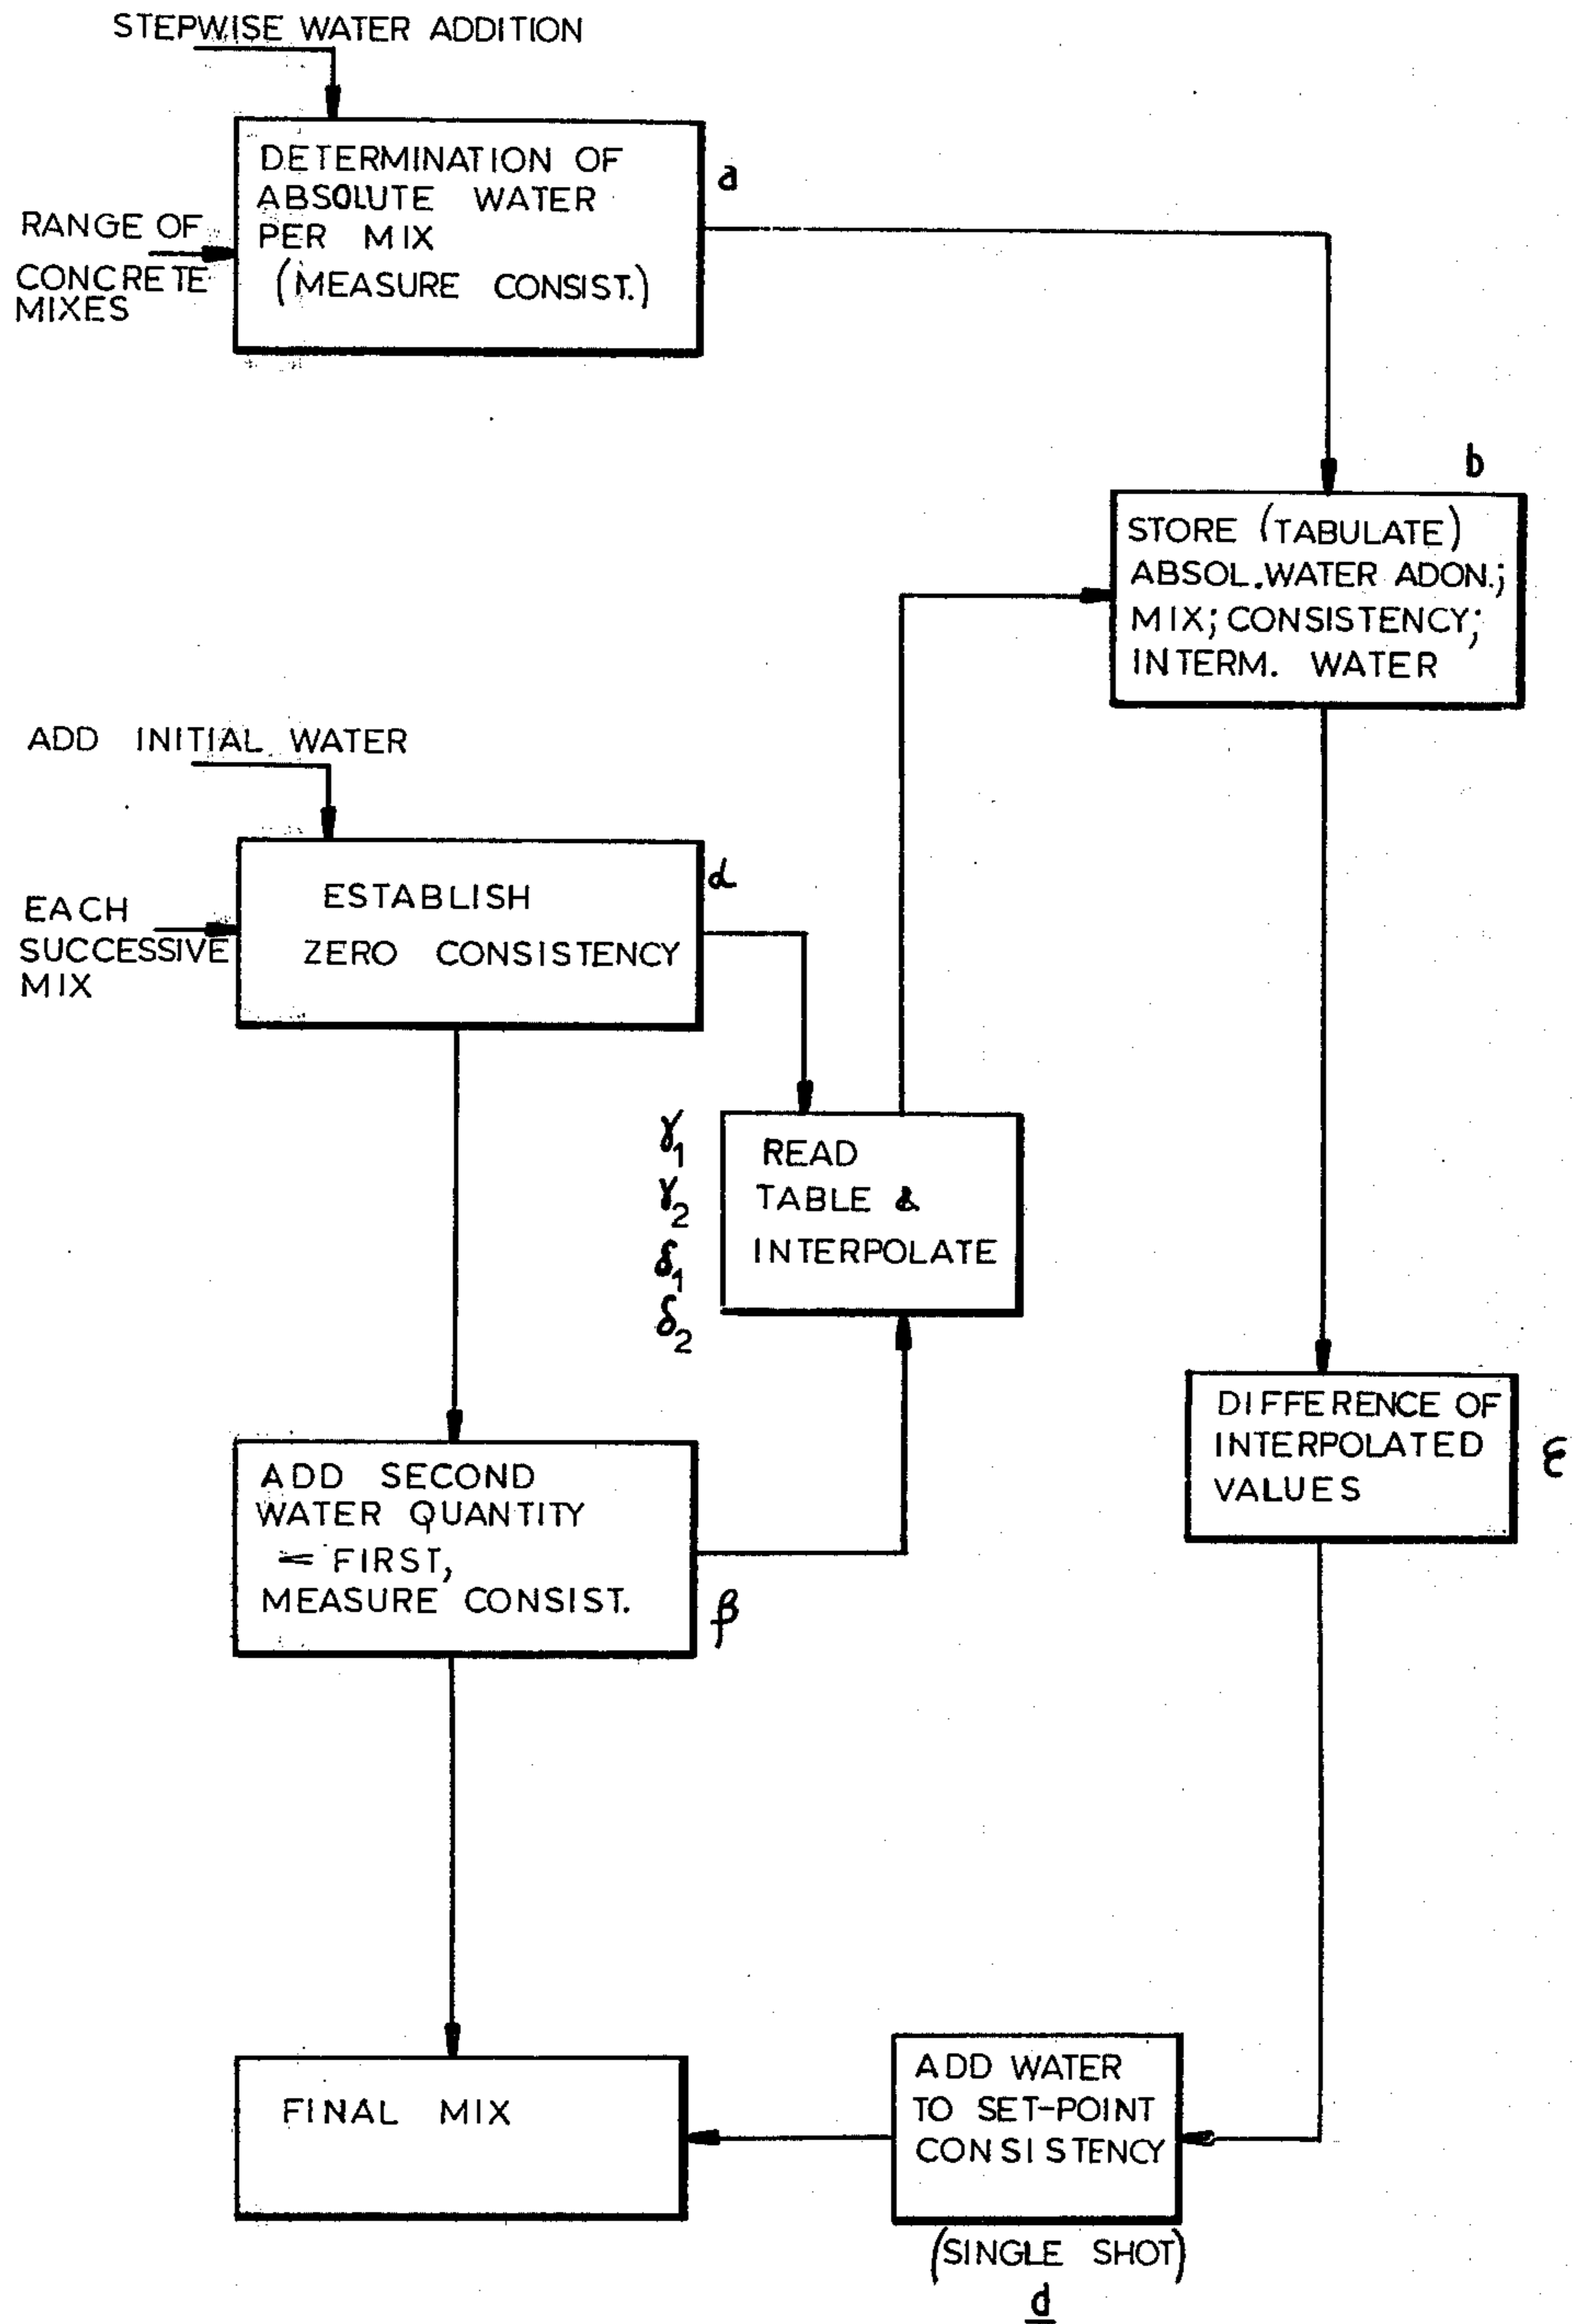 STEPWISE WATER ADDITION
DETERMINATION OF
ABSOLUTE WATER
PER MIX
(MEASURE CONSIST.)
a
RANGE OF
CONCRETE
MIXES
b
STORE (TABULATE)
ABSOL.WATER ADON.;
MIX; CONSISTENCY;
INTERM. WATER
ADD INITIAL WATER
ESTABLISH
ZERO CONSISTENCY
α
EACH
SUCCESSIVE
MIX
γ1
γ2
δ1
δ2
READ
TABLE &
INTERPOLATE
DIFFERENCE OF
INTERPOLATED
VALUES
ε
ADD SECOND
WATER QUANTITY
= FIRST,
MEASURE CONSIST.
β
FINAL MIX
ADD WATER
TO SET-POINT
CONSISTENCY
(SINGLE SHOT)
d